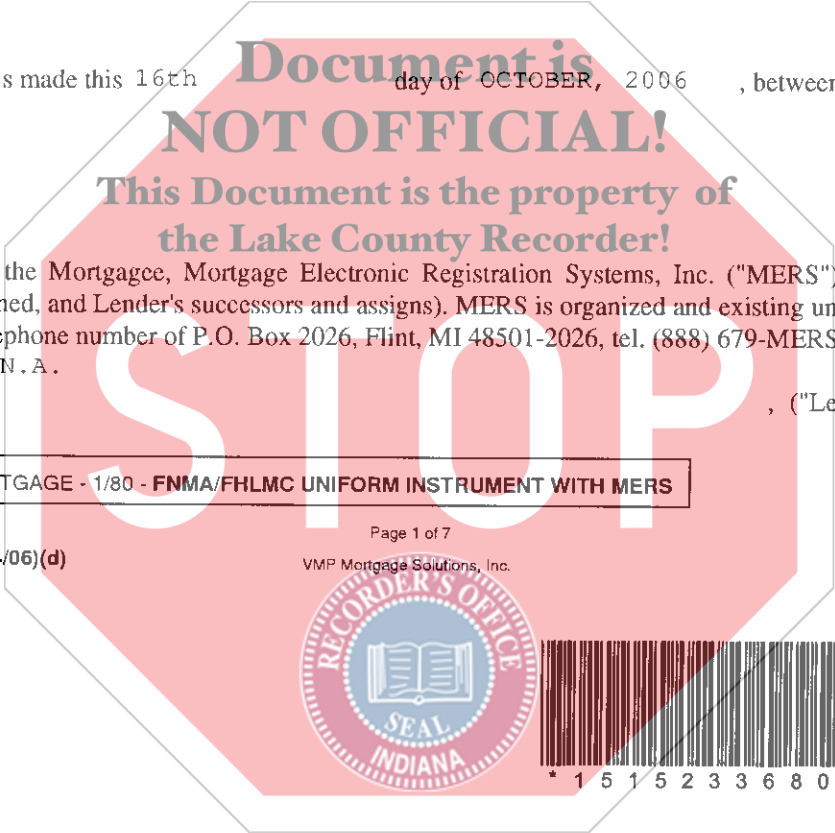 Document is
s made this 16th day of OCTOBER, 2006 , between
NOT OFFICIAL!
This Document is the property of
the Lake County Recorder!
the Mortgagee, Mortgage Electronic Registration Systems, Inc. ("MERS")
ned, and Lender's successors and assigns). MERS is organized and existing un
ephone number of P.O. Box 2026, Flint, MI 48501-2026, tel. (888) 679-MERS
N.A.
, ("Le
STOP
TGAGE - 1/80 - FNMA/FHLMC UNIFORM INSTRUMENT WITH MERS
Page 1 of 7
/06)(d)
VMP Mortgage Solutions, Inc.
RECORDER'S OFFICE
SEAL
INDIANA
* 1 5 1 5 2 3 3 6 8 0